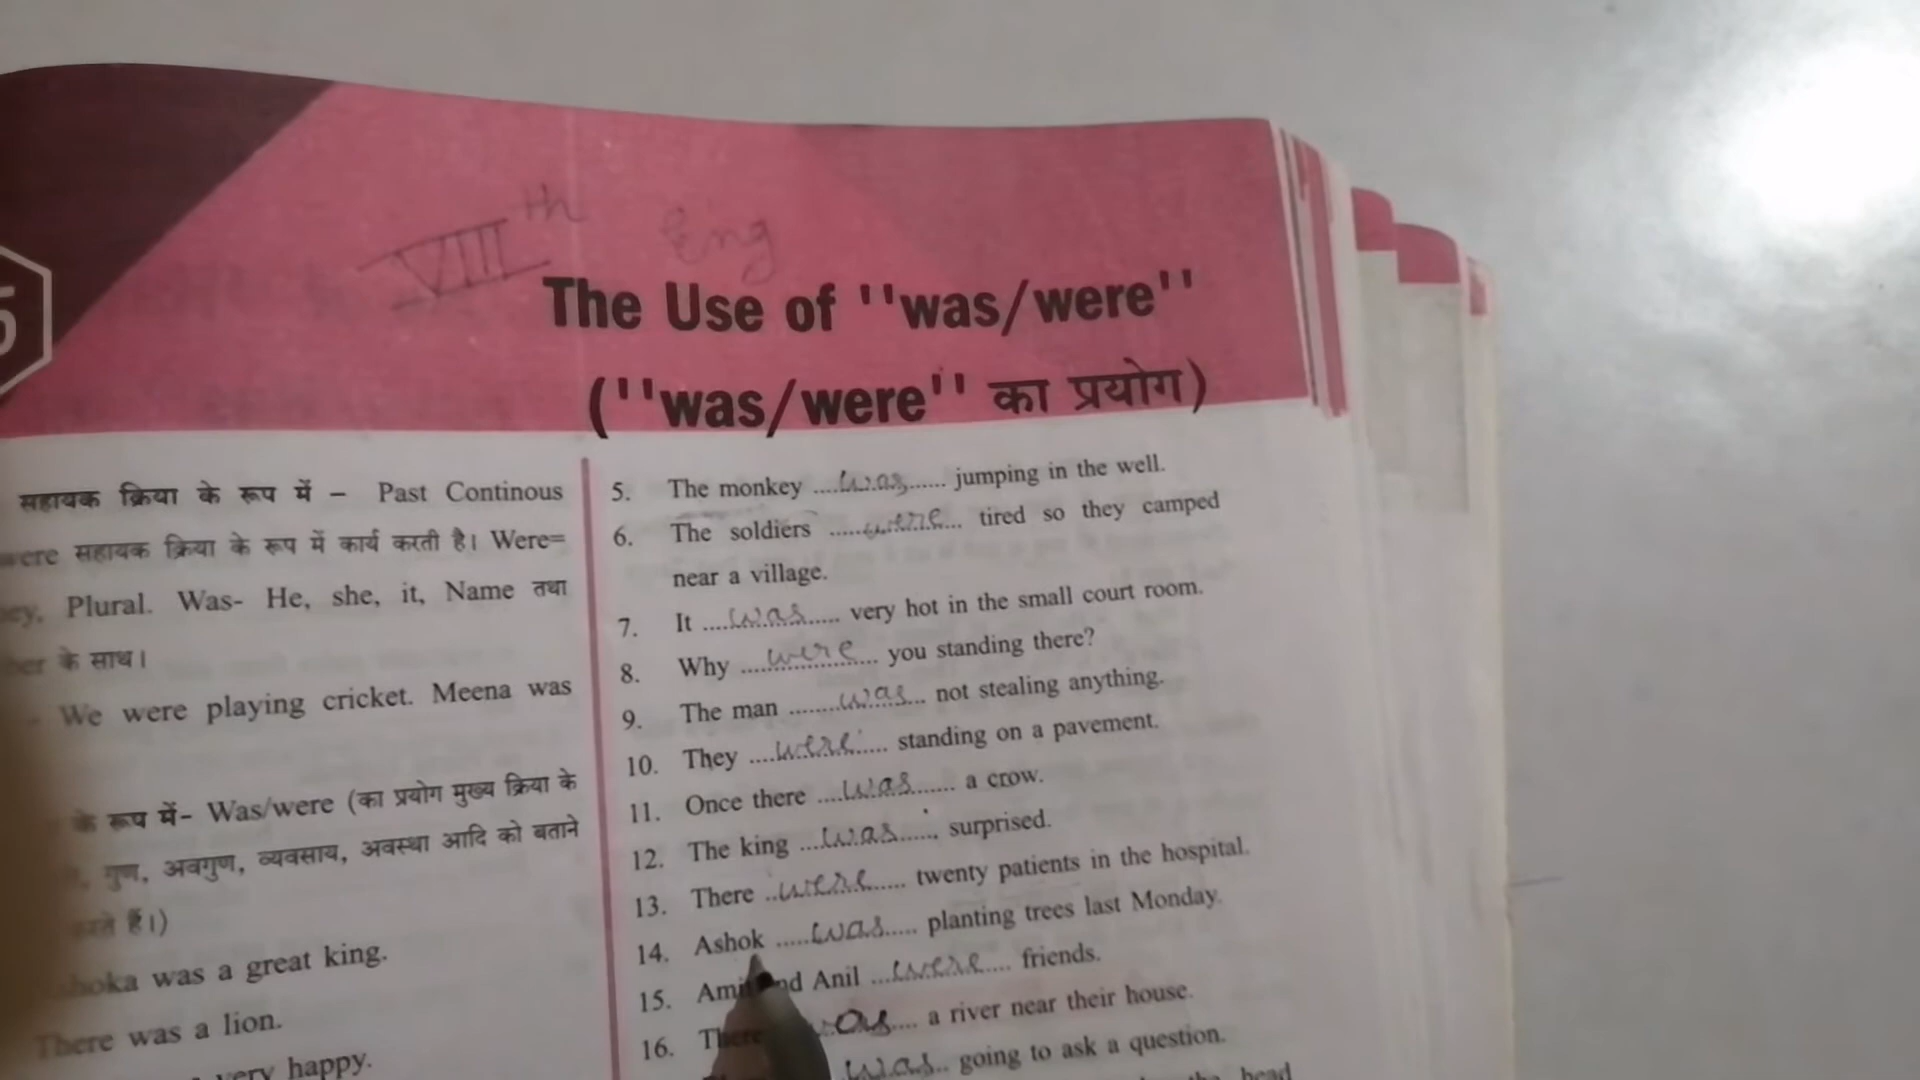 VIII th Eng
5
The Use of ''was/were''
(''was/were'' का प्रयोग)
सहायक क्रिया के रूप में – Past Continous
were सहायक क्रिया के रूप में कार्य करती है। Were=
Plural. Was- He, she, it, Name तथा
के साथ।
- We were playing cricket. Meena was
के रूप में- Was/were (का प्रयोग मुख्य क्रिया के
गुण, अवगुण, व्यवसाय, अवस्था आदि को बताने
करते हैं।)
was a great king.
There was a lion.
very happy.
5. The monkey ....was...... jumping in the well.
6. The soldiers .....were... tired so they camped
near a village.
7. It ....was..... very hot in the small court room.
8. Why ....were.... you standing there?
9. The man ........was... not stealing anything.
10. They ....were..... standing on a pavement.
11. Once there ....was....... a crow.
12. The king ....was...... surprised.
13. There ..were..... twenty patients in the hospital.
14. Ashok .....was..... planting trees last Monday.
15. Anil ...were.... friends.
16. There was.... a river near their house.
was.. going to ask a question.
head